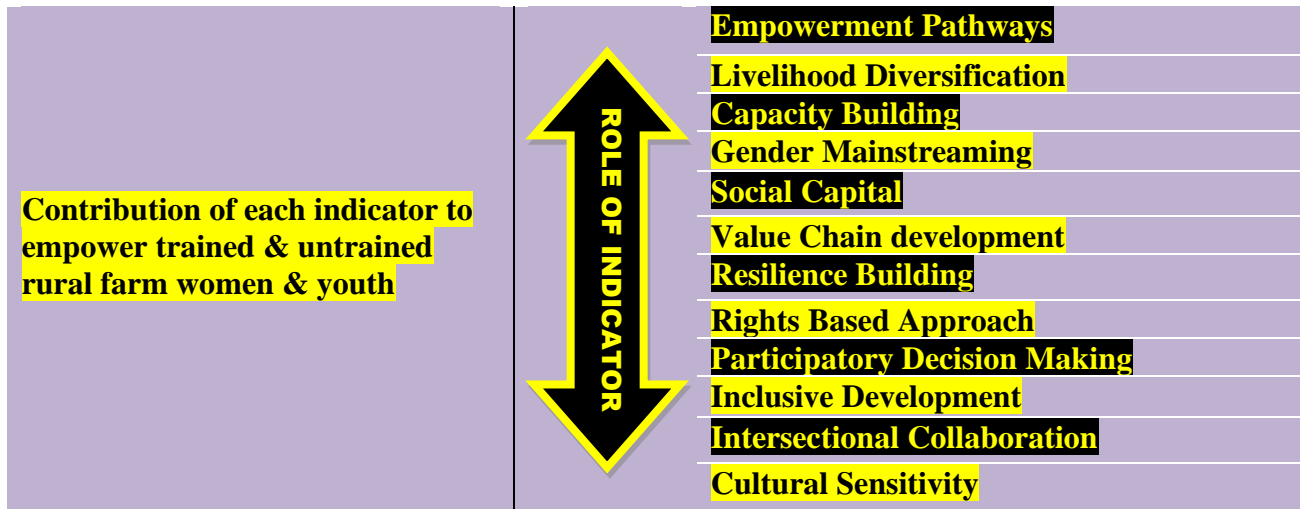 Contribution of each indicator to
empower trained & untrained
rural farm women & youth
ROLE OF INDICATOR
Empowerment Pathways
Livelihood Diversification
Capacity Building
Gender Mainstreaming
Social Capital
Value Chain development
Resilience Building
Rights Based Approach
Participatory Decision Making
Inclusive Development
Intersectional Collaboration
Cultural Sensitivity